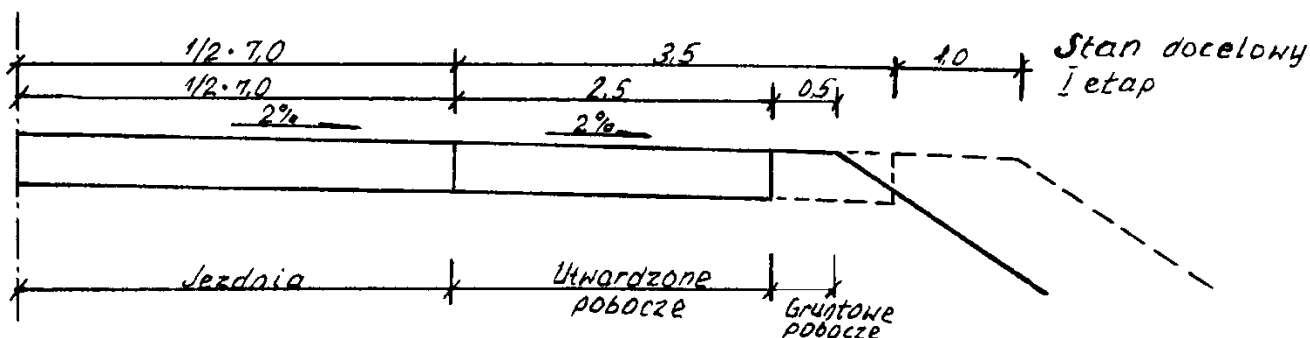 1/2·7,0 3,5 1,0 Stan docelowy
1/2·7,0 2,5 0,5 I etap
2% 2%
Jezdnia Utwardzone
pobocze
Gruntowe
pobocze